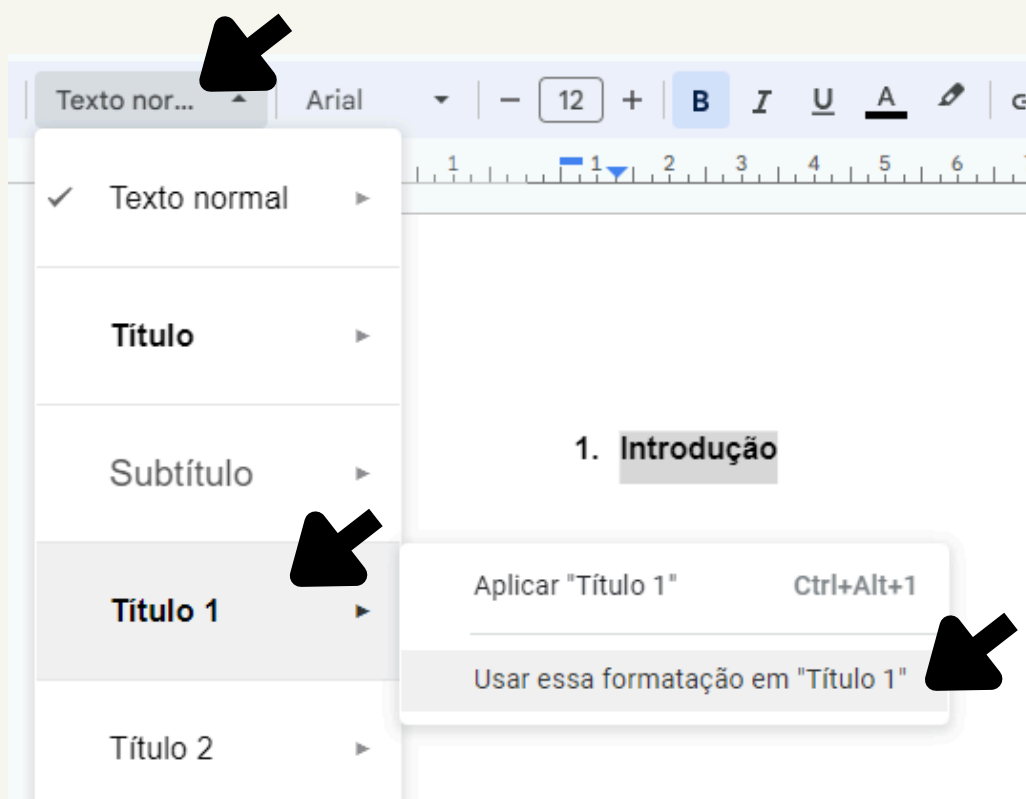 Texto nor... Arial − 12 + B I U A
1 1 2 3 4 5 6
Texto normal
Título
1. Introdução
Subtítulo
Aplicar "Título 1" Ctrl+Alt+1
Título 1
Usar essa formatação em "Título 1"
Título 2